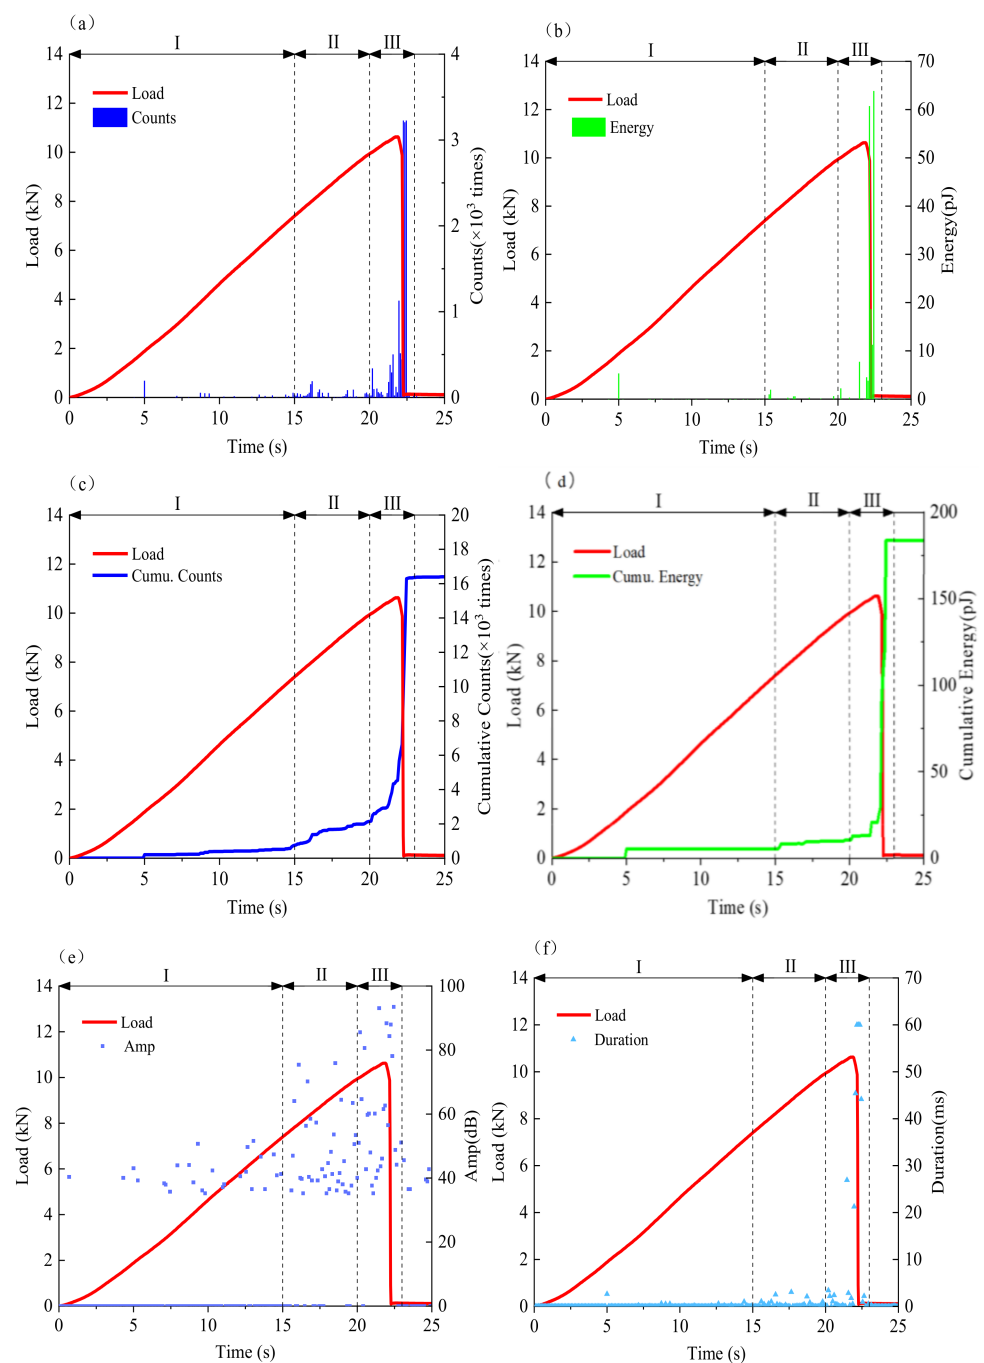 (a)
I II III
14 4
12
10 3
8
6 2
4 1
2
0 0
Load
Counts
Load (kN)
Counts(×10³ times)
0 5 10 15 20 25
Time (s)
(b)
I II III
14 70
12 60
10 50
8 40
6 30
4 20
2 10
0 0
Load
Energy
Load (kN)
Energy(pJ)
0 5 10 15 20 25
Time (s)
(c)
I II III
14 20
18
12 16
14
10 12
8 10
6 8
6
4 4
2 2
0 0
Load
Cumu. Counts
Load (kN)
Cumulative Counts(×10³ times)
0 5 10 15 20 25
Time (s)
(d)
I II III
14 200
12
10 150
8 100
6
4 50
2
0 0
Load
Cumu. Energy
Load (kN)
Cumulative Energy(pJ)
0 5 10 15 20 25
Time (s)
(e)
I II III
14 100
12 80
10
8 60
6 40
4
2 20
0 0
Load
Amp
Load (kN)
Amp(dB)
0 5 10 15 20 25
Time (s)
(f)
I II III
14 70
12 60
10 50
8 40
6 30
4 20
2 10
0 0
Load
Duration
Load (kN)
Duration(ms)
0 5 10 15 20 25
Time (s)